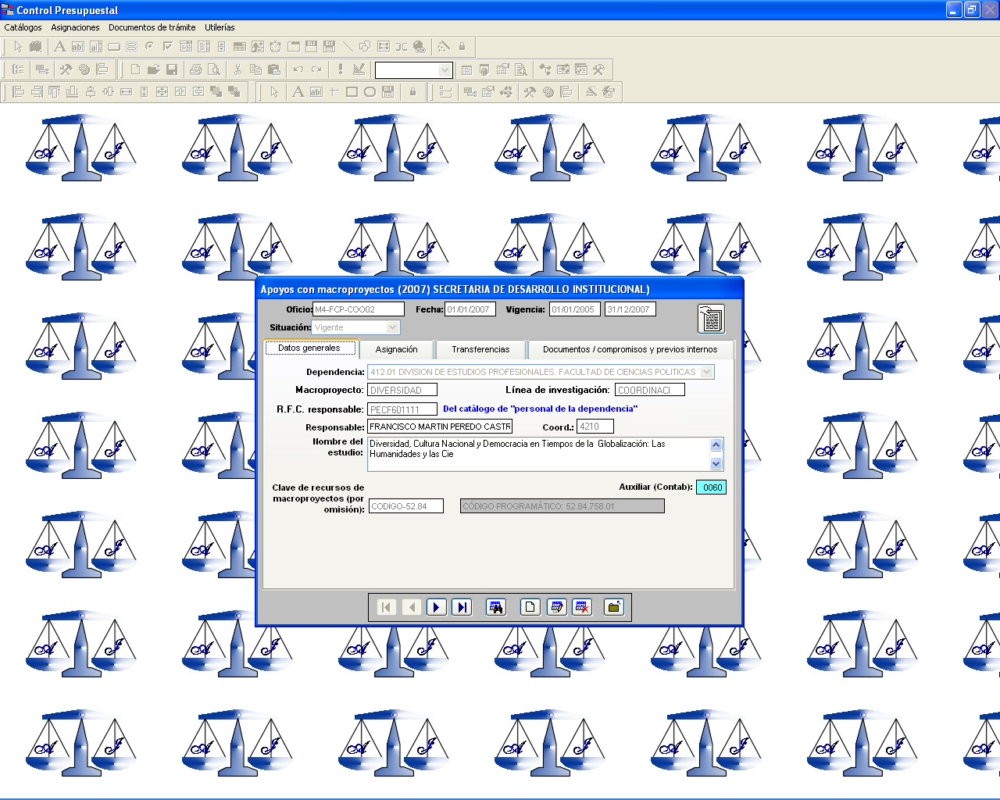 Control Presupuestal
Catálogos Asignaciones Documentos de trámite Utilerías
Apoyos con macroproyectos (2007) SECRETARIA DE DESARROLLO INSTITUCIONAL)
Oficio: M4-FCP-COO02 Fecha: 01/01/2007 Vigencia: 01/01/2005 31/12/2007
Situación: Vigente
Datos generales Asignación Transferencias Documentos / compromisos y previos internos
Dependencia: 412.01 DIVISION DE ESTUDIOS PROFESIONALES. FACULTAD DE CIENCIAS POLITICAS
Macroproyecto: DIVERSIDAD Línea de investigación: COORDINACI
R.F.C. responsable: PECF601111 Del catálogo de "personal de la dependencia"
Responsable: FRANCISCO MARTIN PEREDO CASTR Coord.: 4210
Nombre del estudio: Diversidad, Cultura Nacional y Democracia en Tiempos de la Globalización: Las
Humanidades y las Cie
Auxiliar (Contab): 0060
Clave de recursos de
macroproyectos (por
omisión): CODIGO-52.84 CÓDIGO PROGRAMÁTICO: 52.84.758.01